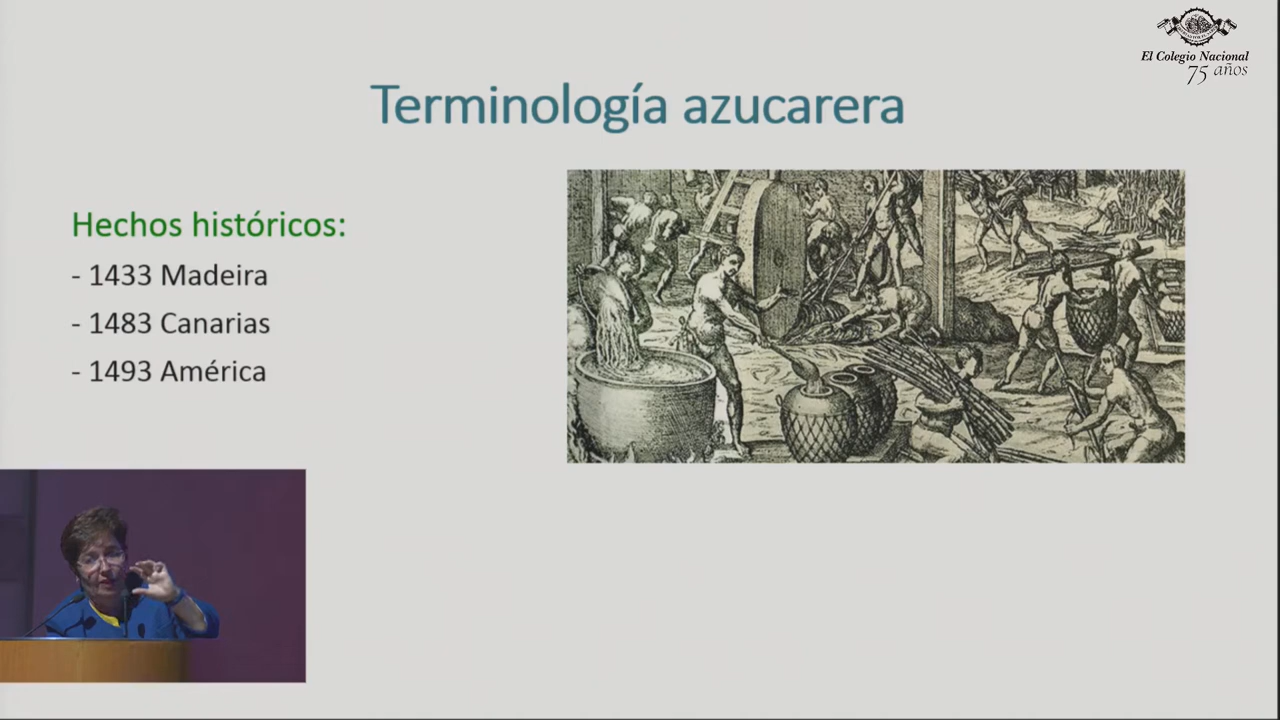 El Colegio Nacional
75 años
Terminología azucarera
Hechos históricos:
- 1433 Madeira
- 1483 Canarias
- 1493 América